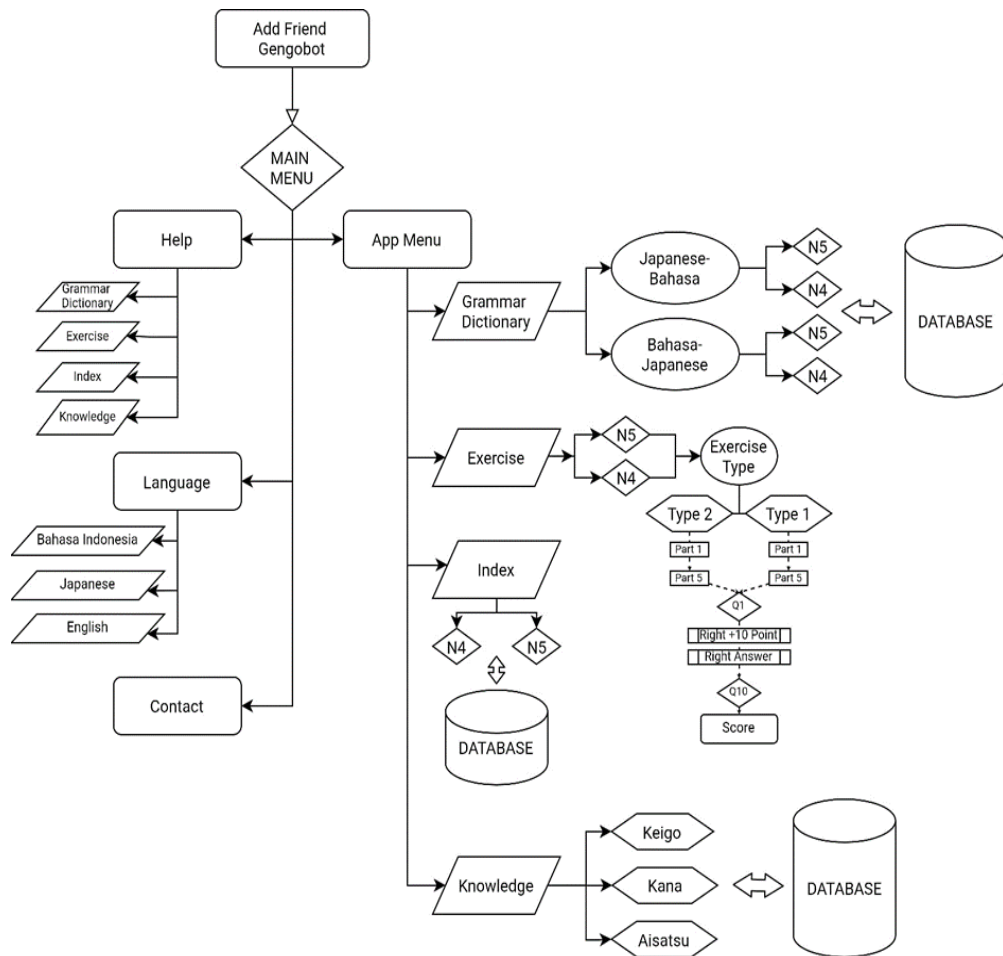 Add Friend
Gengobot
MAIN
MENU
Help
App Menu
Grammar
Dictionary
Exercise
Index
Knowledge
Language
Bahasa Indonesia
Japanese
English
Contact
Grammar
Dictionary
Japanese-
Bahasa
N5
N4
Bahasa-
Japanese
N5
N4
DATABASE
Exercise
N5
N4
Exercise
Type
Type 2
Type 1
Part 1
Part 1
Part 5
Part 5
Q1
Right +10 Point
Right Answer
Q10
Score
Index
N4
N5
DATABASE
Knowledge
Keigo
Kana
Aisatsu
DATABASE